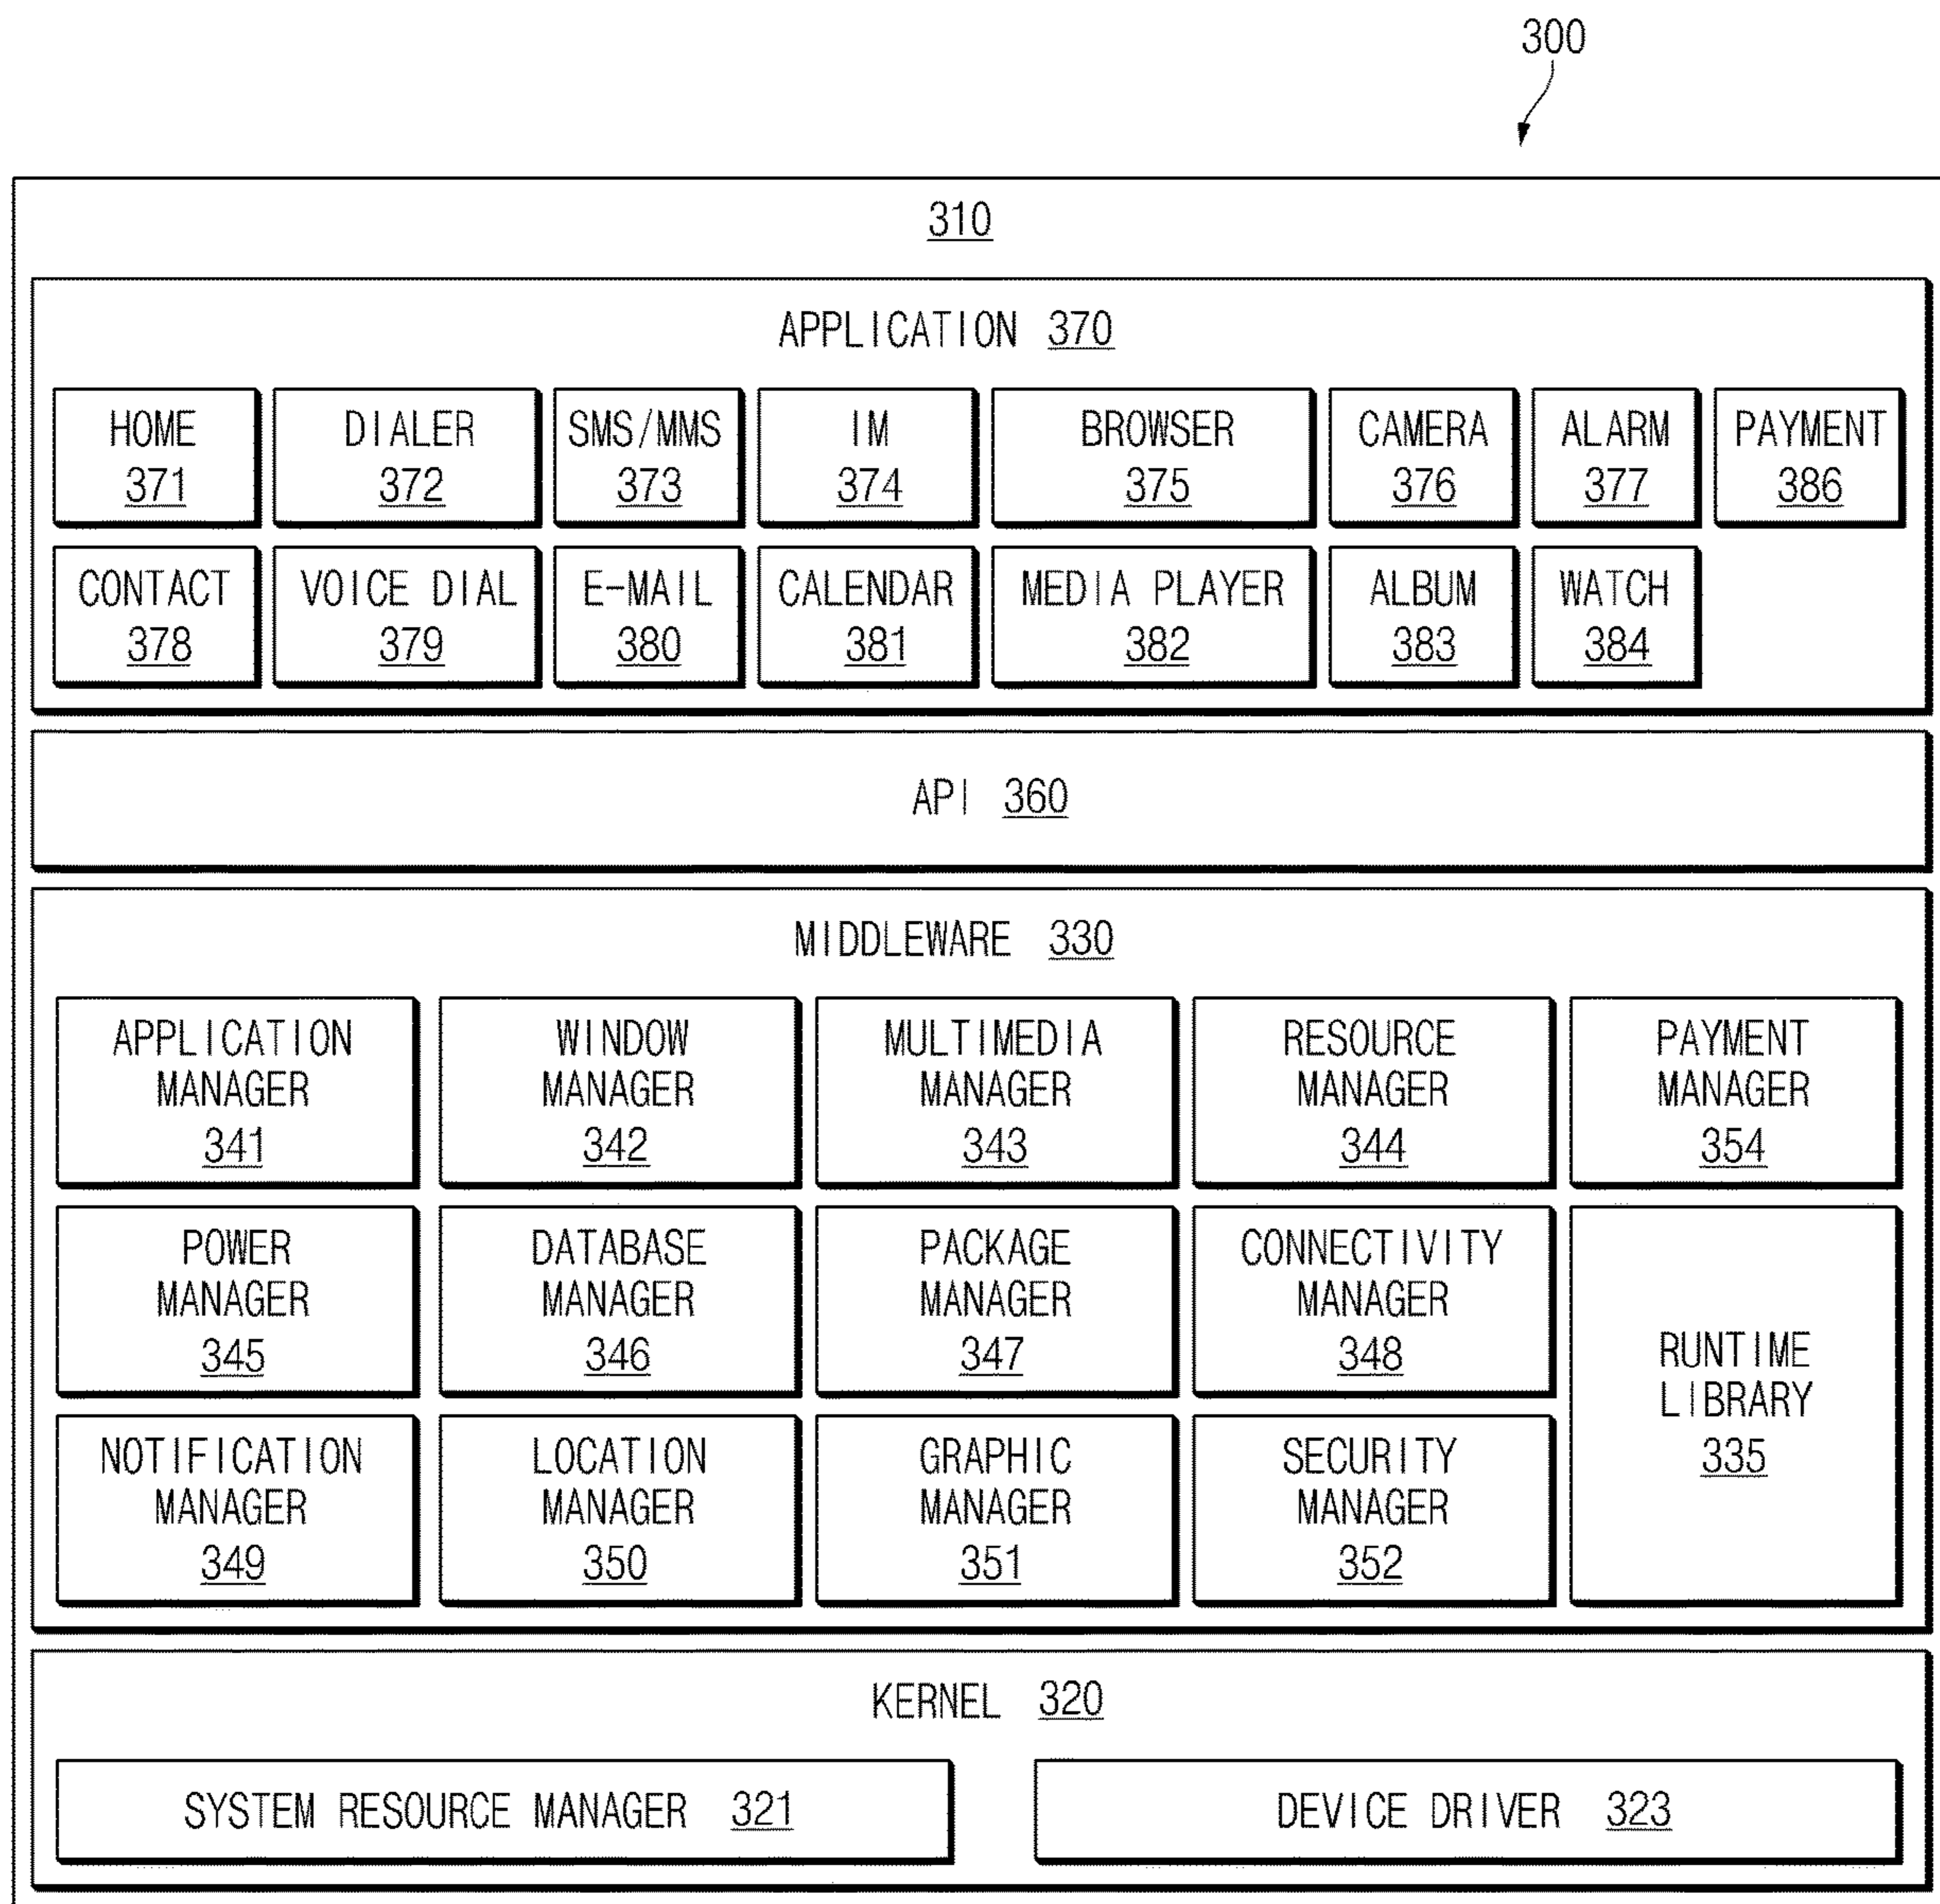 300
310
APPLICATION 370
HOME
371
DIALER
372
SMS/MMS
373
IM
374
BROWSER
375
CAMERA
376
ALARM
377
PAYMENT
386
CONTACT
378
VOICE DIAL
379
E-MAIL
380
CALENDAR
381
MEDIA PLAYER
382
ALBUM
383
WATCH
384
API 360
MIDDLEWARE 330
APPLICATION
MANAGER
341
WINDOW
MANAGER
342
MULTIMEDIA
MANAGER
343
RESOURCE
MANAGER
344
PAYMENT
MANAGER
354
POWER
MANAGER
345
DATABASE
MANAGER
346
PACKAGE
MANAGER
347
CONNECTIVITY
MANAGER
348
RUNTIME
LIBRARY
335
NOTIFICATION
MANAGER
349
LOCATION
MANAGER
350
GRAPHIC
MANAGER
351
SECURITY
MANAGER
352
KERNEL 320
SYSTEM RESOURCE MANAGER 321
DEVICE DRIVER 323